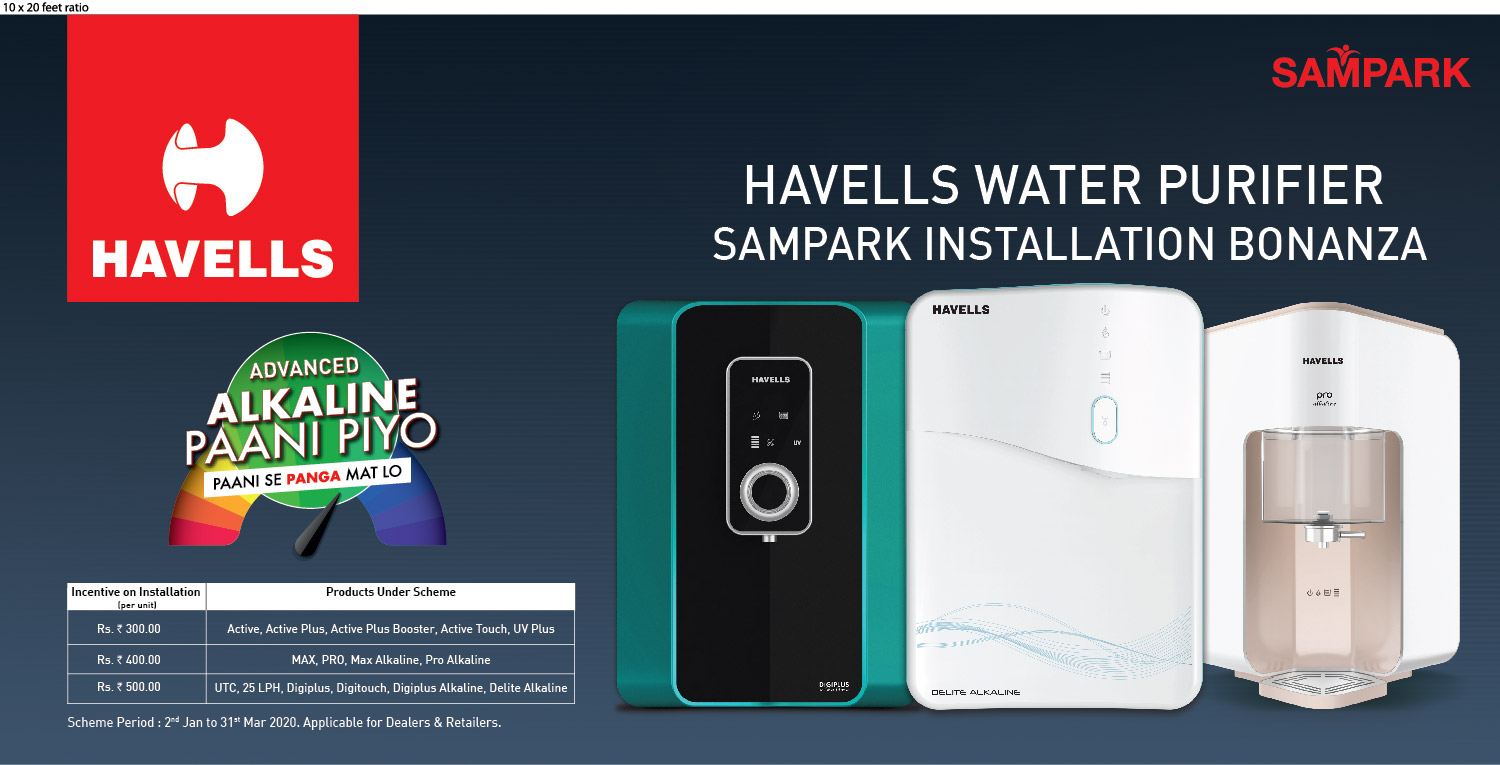 10 x 20 feet ratio
HAVELLS
SAMPARK
HAVELLS WATER PURIFIER
SAMPARK INSTALLATION BONANZA
ADVANCED
ALKALINE
PAANI PIYO
PAANI SE PANGA MAT LO
HAVELLS
UV
DIGIPLUS
HAVELLS
DELITE ALKALINE
HAVELLS
pro
alkaline
Incentive on Installation Products Under Scheme
(per unit)
Rs. ₹ 300.00 Active, Active Plus, Active Plus Booster, Active Touch, UV Plus
Rs. ₹ 400.00 MAX, PRO, Max Alkaline, Pro Alkaline
Rs. ₹ 500.00 UTC, 25 LPH, Digiplus, Digitouch, Digiplus Alkaline, Delite Alkaline
Scheme Period : 2nd Jan to 31st Mar 2020. Applicable for Dealers & Retailers.